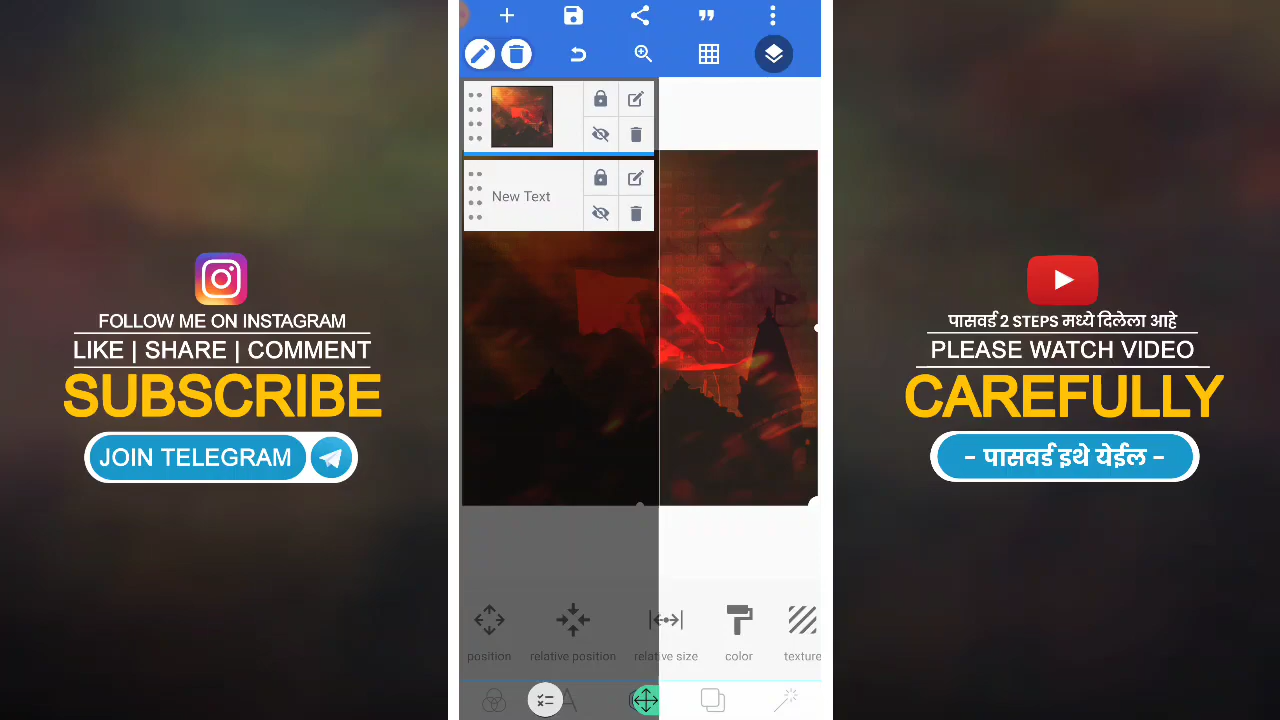 FOLLOW ME ON INSTAGRAM
LIKE | SHARE | COMMENT
SUBSCRIBE
JOIN TELEGRAM
New Text
position
relative position
relative size
color
texture
पासवर्ड 2 STEPS मध्ये दिलेला आहे
PLEASE WATCH VIDEO
CAREFULLY
- पासवर्ड इथे येईल -